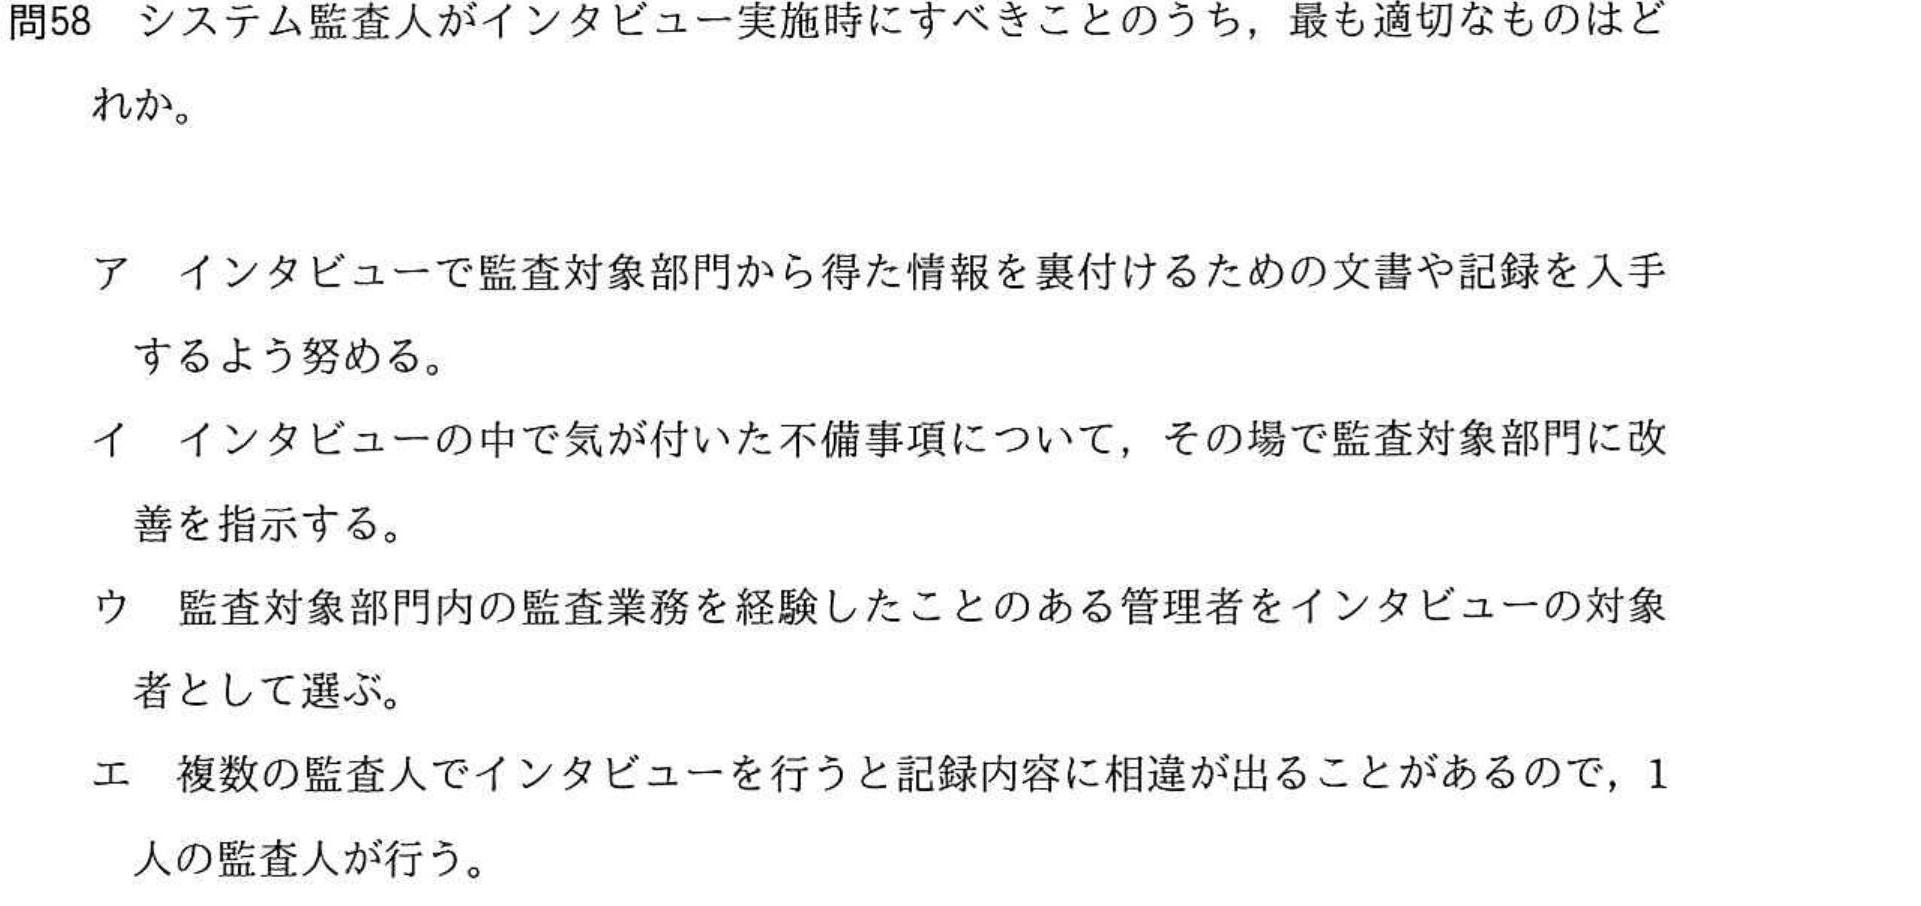 問58　システム監査人がインタビュー実施時にすべきことのうち，最も適切なものはど
れか。
ア　インタビューで監査対象部門から得た情報を裏付けるための文書や記録を入手
するよう努める。
イ　インタビューの中で気が付いた不備事項について，その場で監査対象部門に改
善を指示する。
ウ　監査対象部門内の監査業務を経験したことのある管理者をインタビューの対象
者として選ぶ。
エ　複数の監査人でインタビューを行うと記録内容に相違が出ることがあるので，1
人の監査人が行う。